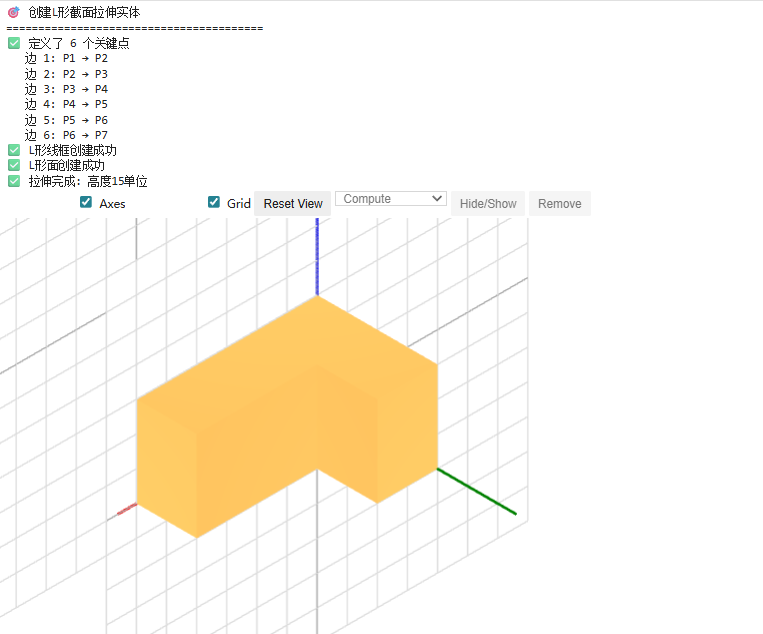 🎯 创建L形截面拉伸实体
========================================
✅ 定义了 6 个关键点
边 1: P1 → P2
边 2: P2 → P3
边 3: P3 → P4
边 4: P4 → P5
边 5: P5 → P6
边 6: P6 → P7
✅ L形线框创建成功
✅ L形面创建成功
✅ 拉伸完成: 高度15单位
Axes Grid Reset View Compute Hide/Show Remove